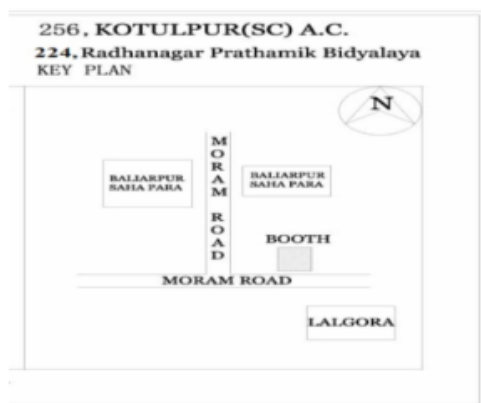 256, KOTULPUR(SC) A.C.
224, Radhanagar Prathamik Bidyalaya
KEY PLAN
N
MORAM ROAD
BALIARPUR
SAHA PARA
BALIARPUR
SAHA PARA
BOOTH
MORAM ROAD
LALGORA